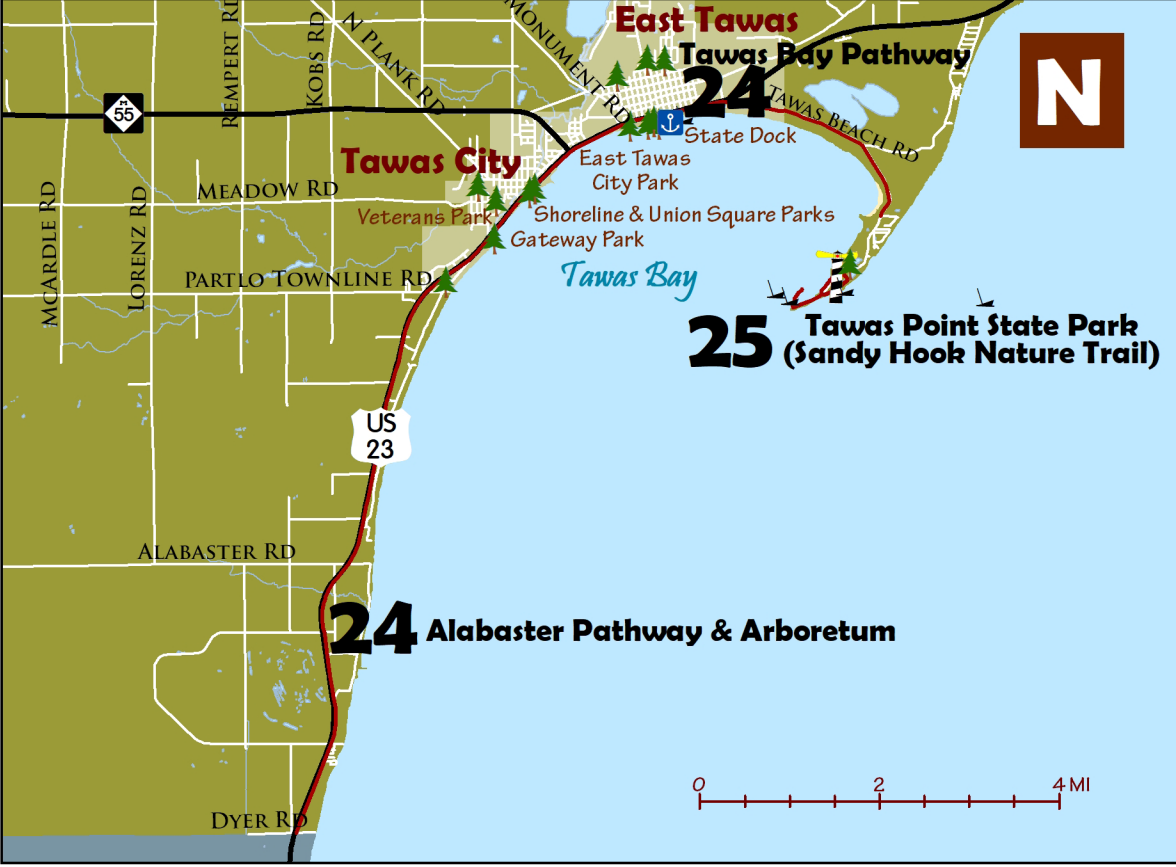 East Tawas
Tawas Bay Pathway
24
N
REMPERT RD
KOBS RD
N PLANK RD
MONUMENT RD
M
55
TAWAS BEACH RD
State Dock
Tawas City
East Tawas
City Park
MEADOW RD
Veterans Park
Shoreline & Union Square Parks
Gateway Park
MCARDLE RD
LORENZ RD
PARTLO TOWNLINE RD
Tawas Bay
25
Tawas Point State Park
(Sandy Hook Nature Trail)
US
23
ALABASTER RD
24
Alabaster Pathway & Arboretum
0 2 4 MI
DYER RD